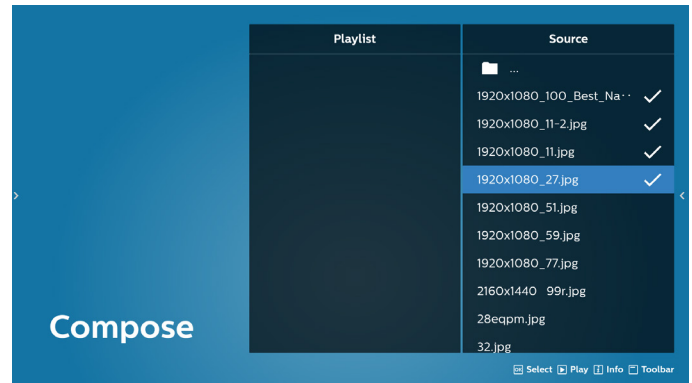 Playlist
Source
...
1920x1080_100_Best_Na··
1920x1080_11-2.jpg
1920x1080_11.jpg
1920x1080_27.jpg
1920x1080_51.jpg
1920x1080_59.jpg
1920x1080_77.jpg
2160x1440 99r.jpg
28eqpm.jpg
32.jpg
Compose
OK Select Play i Info Toolbar